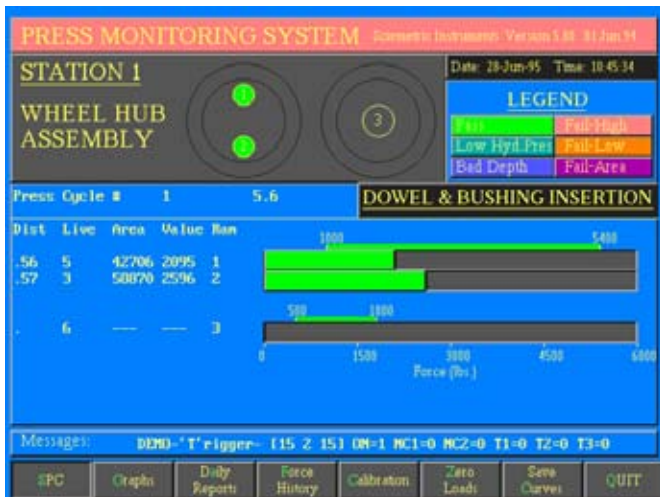 PRESS MONITORING SYSTEM Sciemetric Instruments Version 5.00 01 Jun 94
STATION 1
WHEEL HUB
ASSEMBLY
1
2
3
Date: 28-Jun-95 Time: 10:45:34
LEGEND
Pass Fail-High
Low Hyd.Pres Fail-Low
Bad Depth Fail-Area
Press Cycle # 1 5.6
DOWEL & BUSHING INSERTION
Dist Live Area Value Ram
1000 5400
.56 5 42706 2095 1
.57 3 50870 2596 2
500 1800
. 6 --- --- 3
0 1500 3000 4500 6000
Force (lbs.)
Messages: DEMO-'T'rigger- [15 2 15] OM=1 MC1=0 MC2=0 T1=0 T2=0 T3=0
SPC
Graphs
Daily
Reports
Force
History
Calibration
Zero
Loads
Save
Curves
QUIT